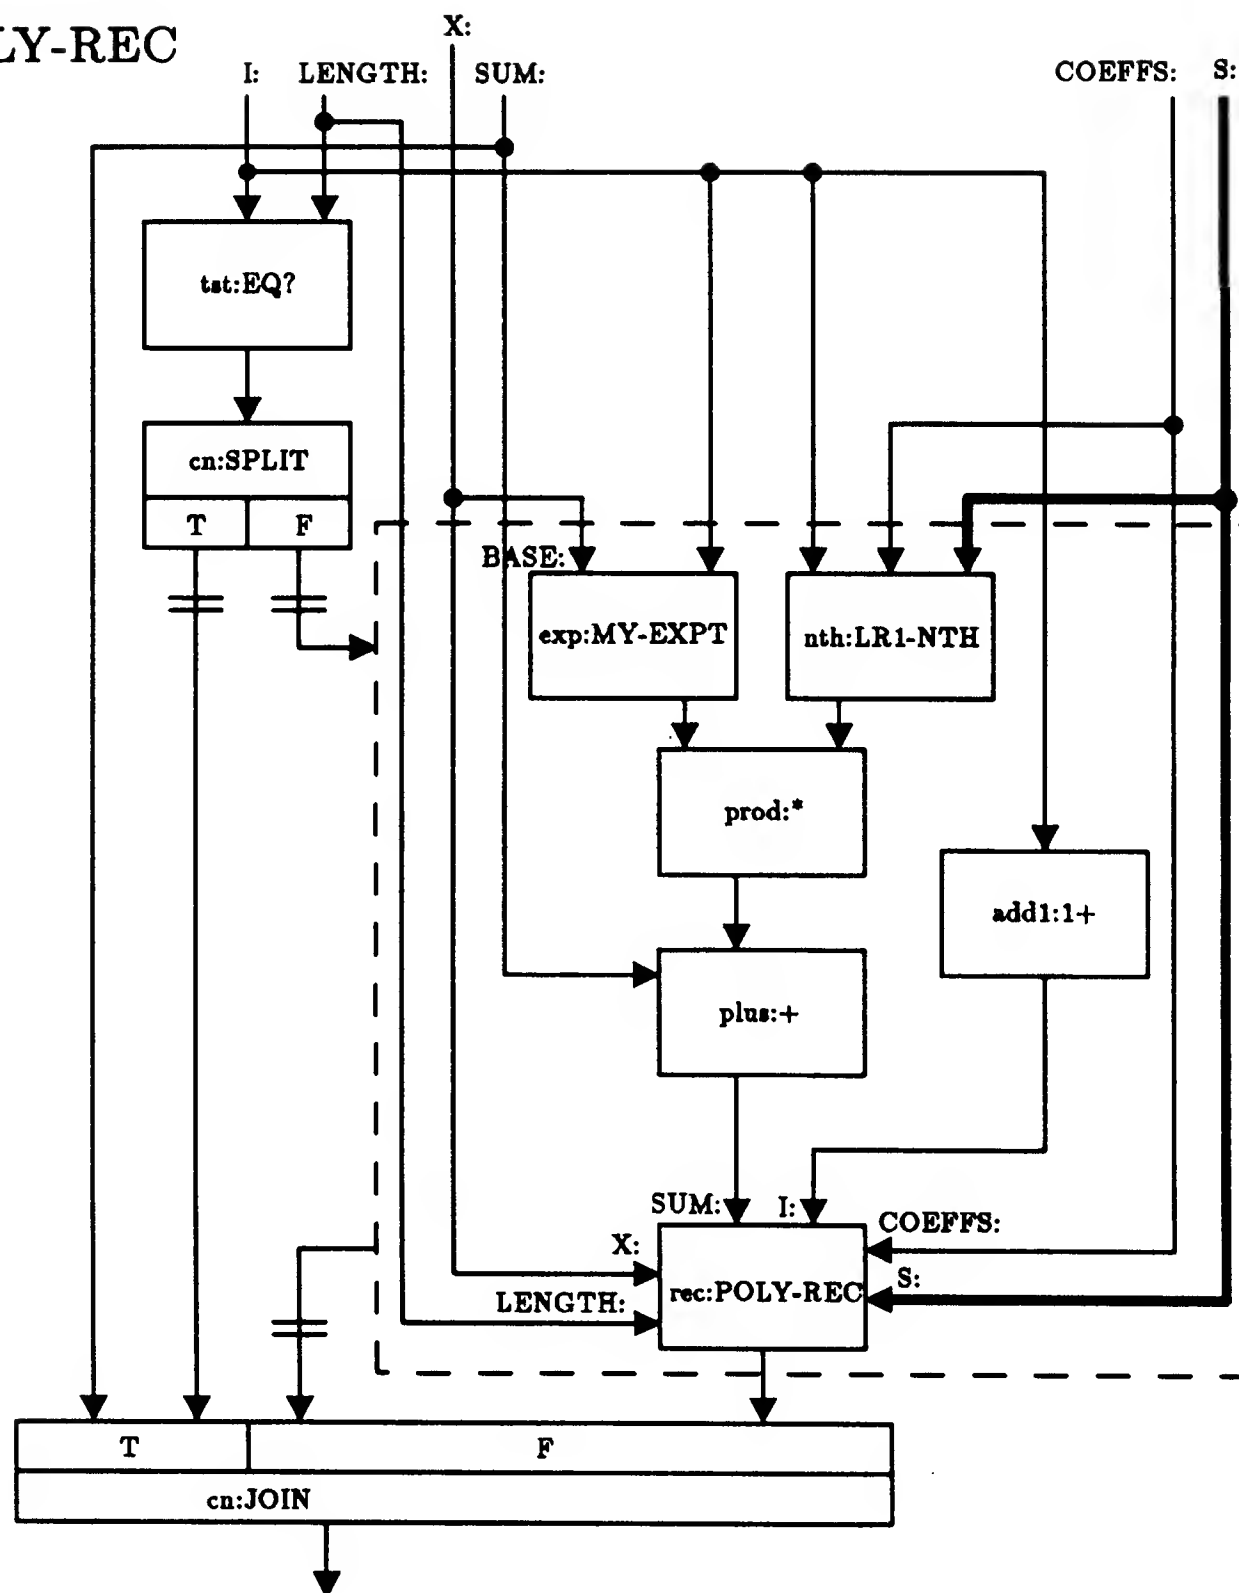 LY-REC
X:
I: LENGTH: SUM: COEFFS: S:
tst:EQ?
cn:SPLIT
T F
BASE:
exp:MY-EXPT nth:LR1-NTH
prod:*
add1:1+
plus:+
SUM: I:
COEFFS:
X:
S:
rec:POLY-REC
LENGTH:
T F
cn:JOIN